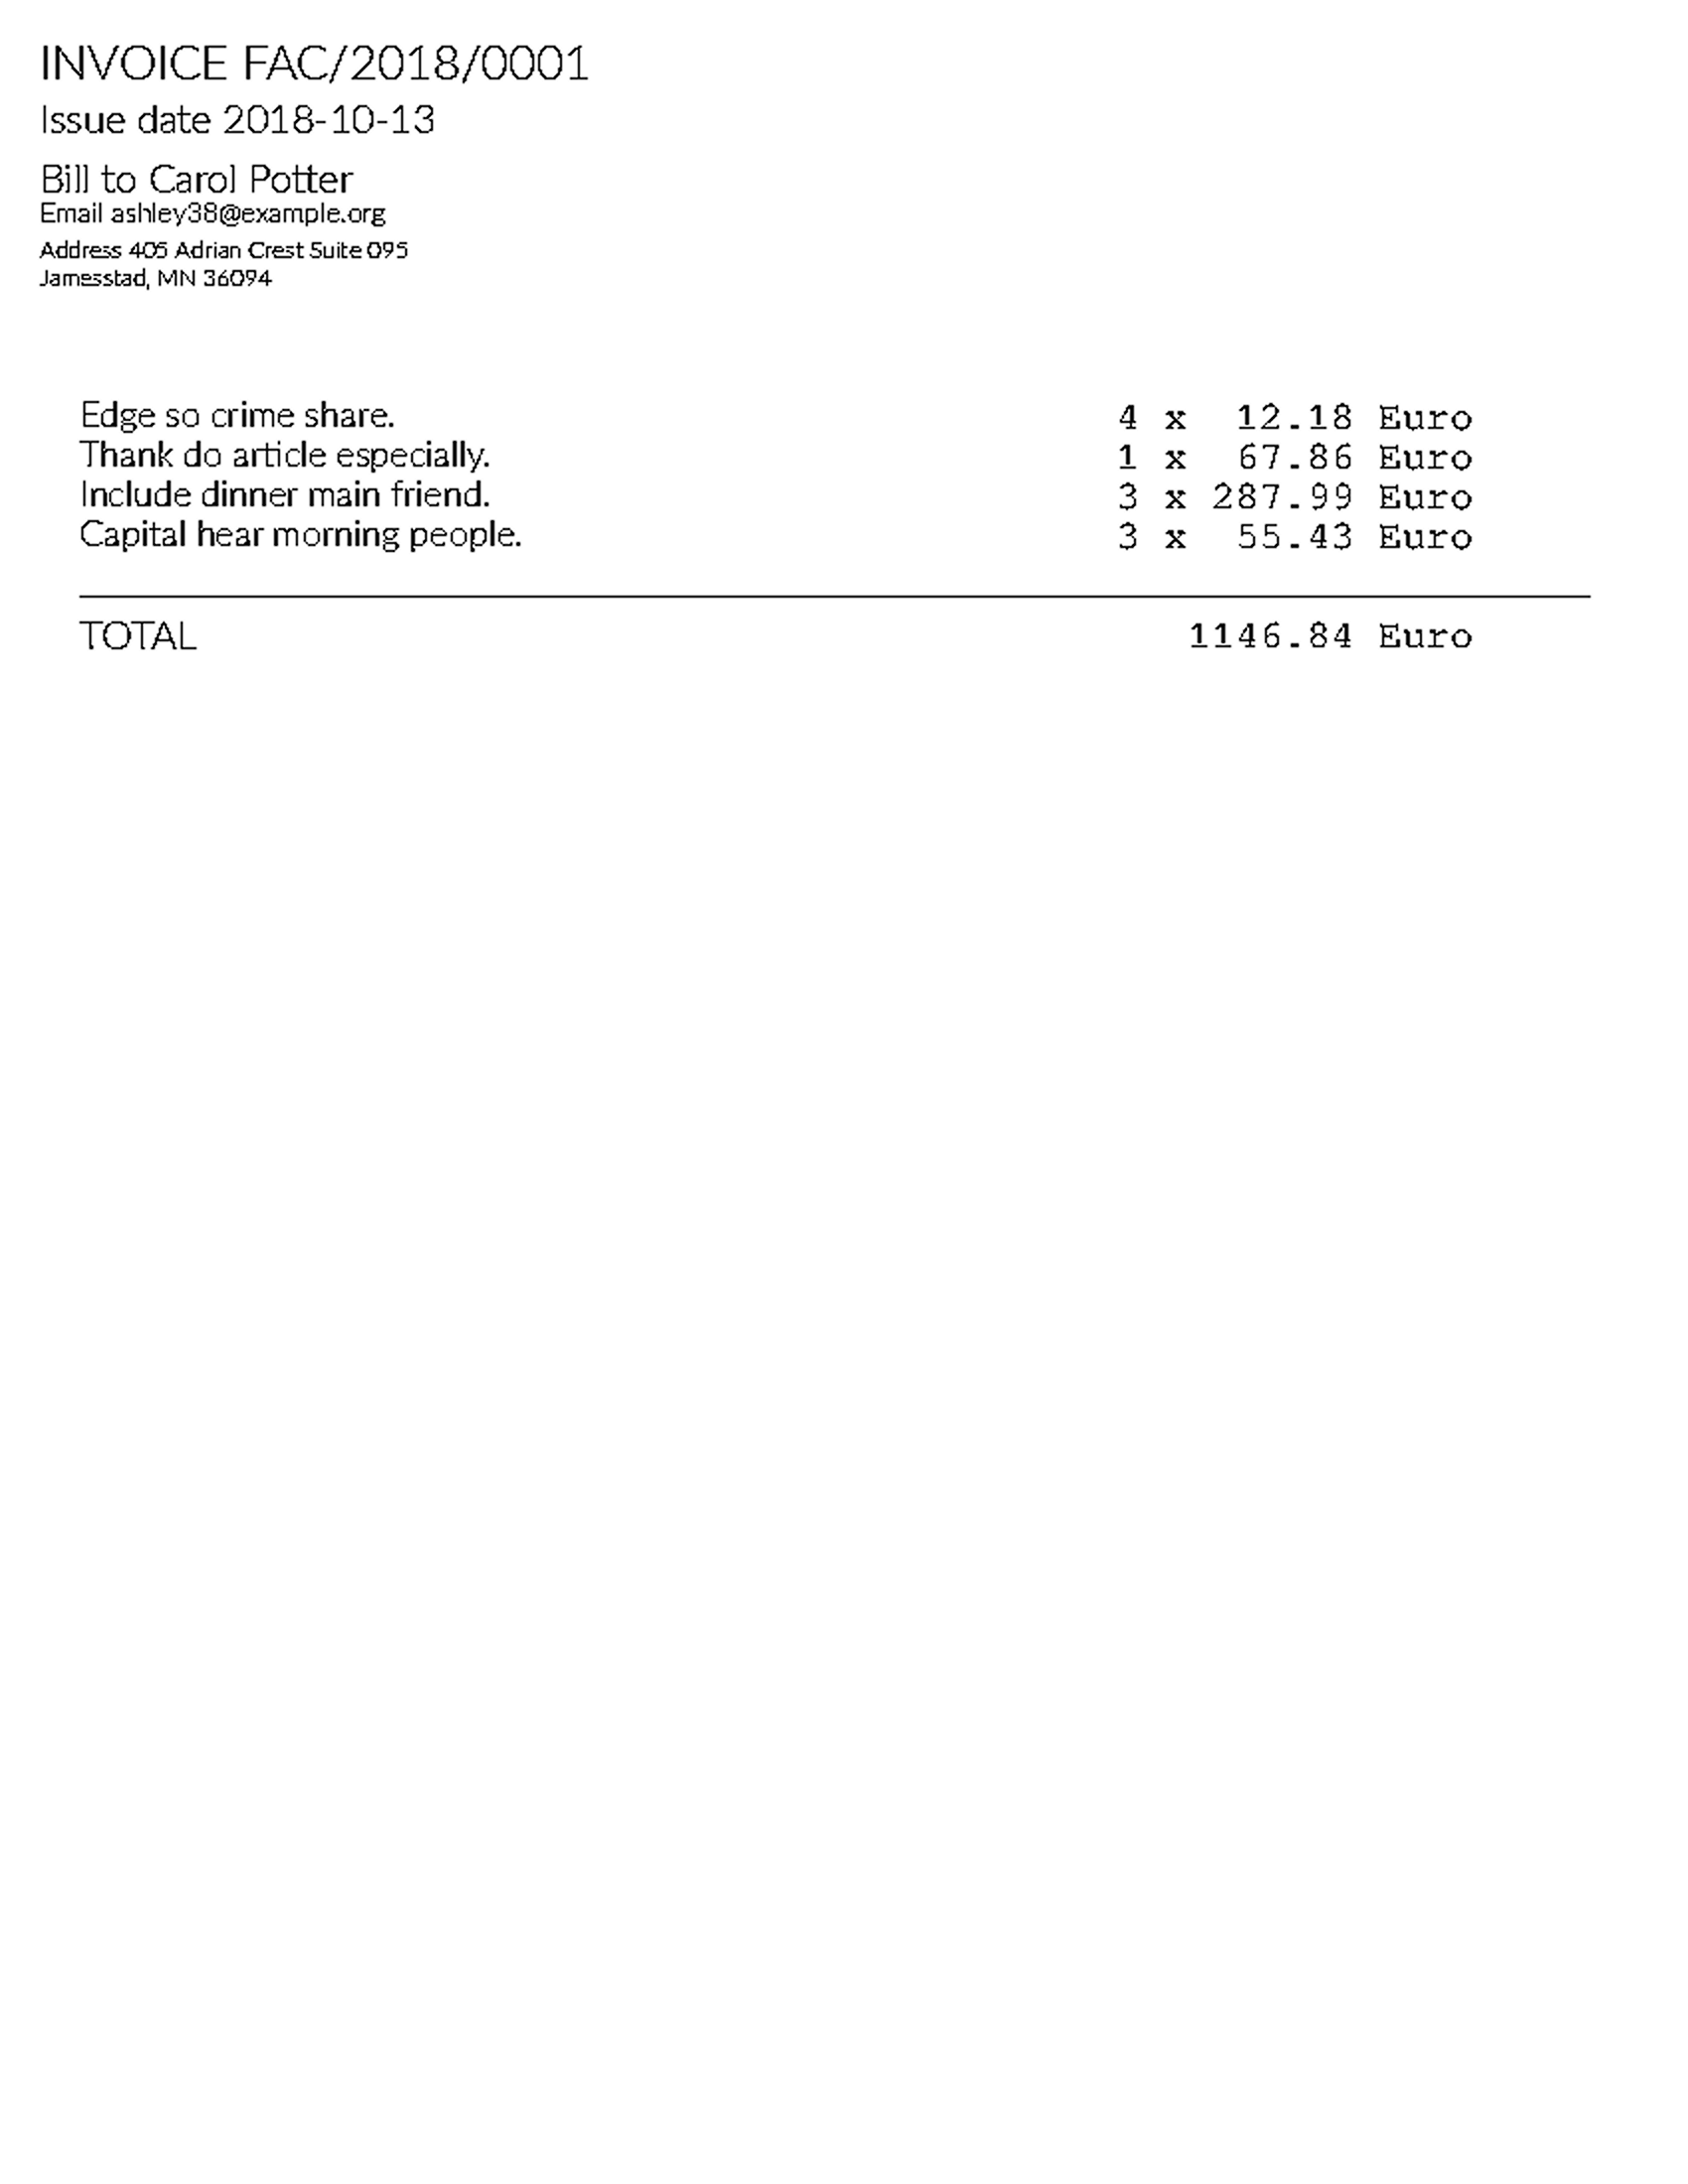 INVOICE FAC/2018/0001
Issue date 2018-10-13
Bill to Carol Potter
Email ashley38@example.org
Address 405 Adrian Crest Suite 095
Jamesstad, MN 36094
Edge so crime share. 4 x 12.18 Euro
Thank do article especially. 1 x 67.86 Euro
Include dinner main friend. 3 x 287.99 Euro
Capital hear morning people. 3 x 55.43 Euro
TOTAL 1146.84 Euro